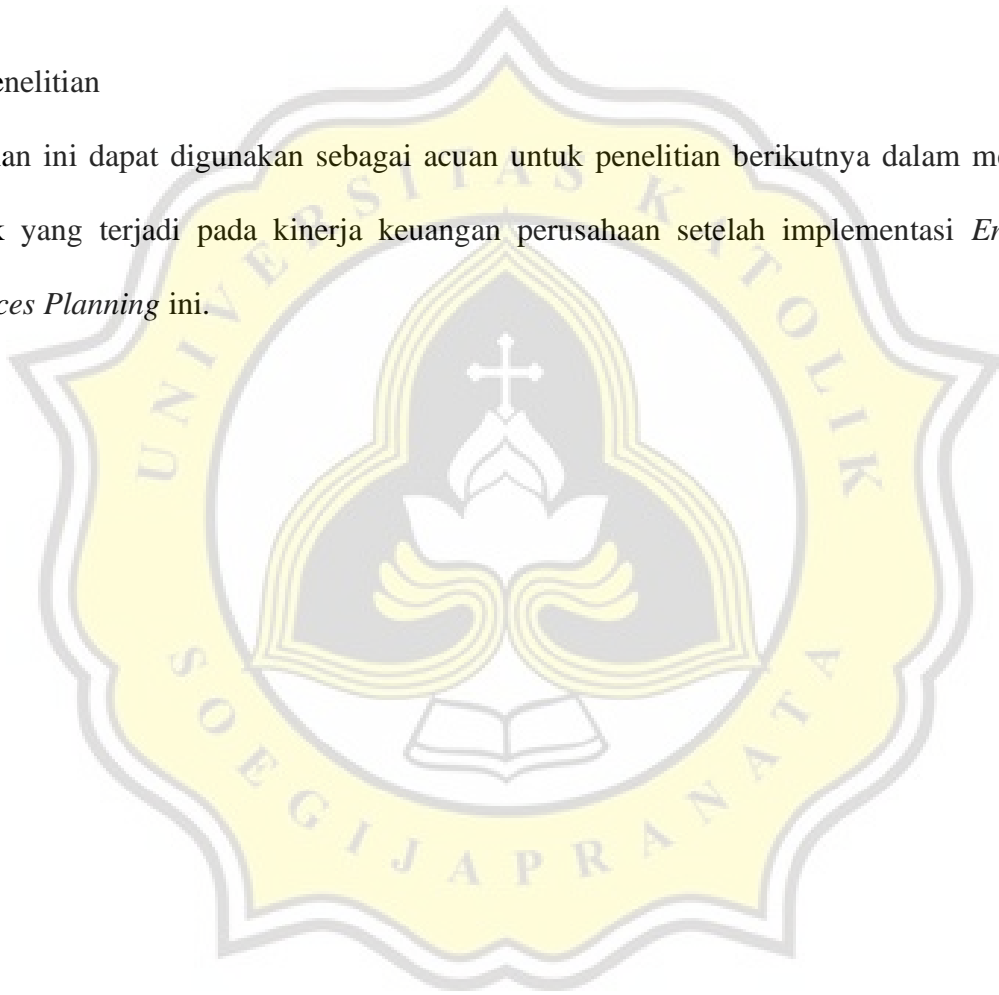 enelitian
an ini dapat digunakan sebagai acuan untuk penelitian berikutnya dalam me
k yang terjadi pada kinerja keuangan perusahaan setelah implementasi En
ces Planning ini.
UNIVERSITAS KATOLIK
SOEGIJAPRANATA